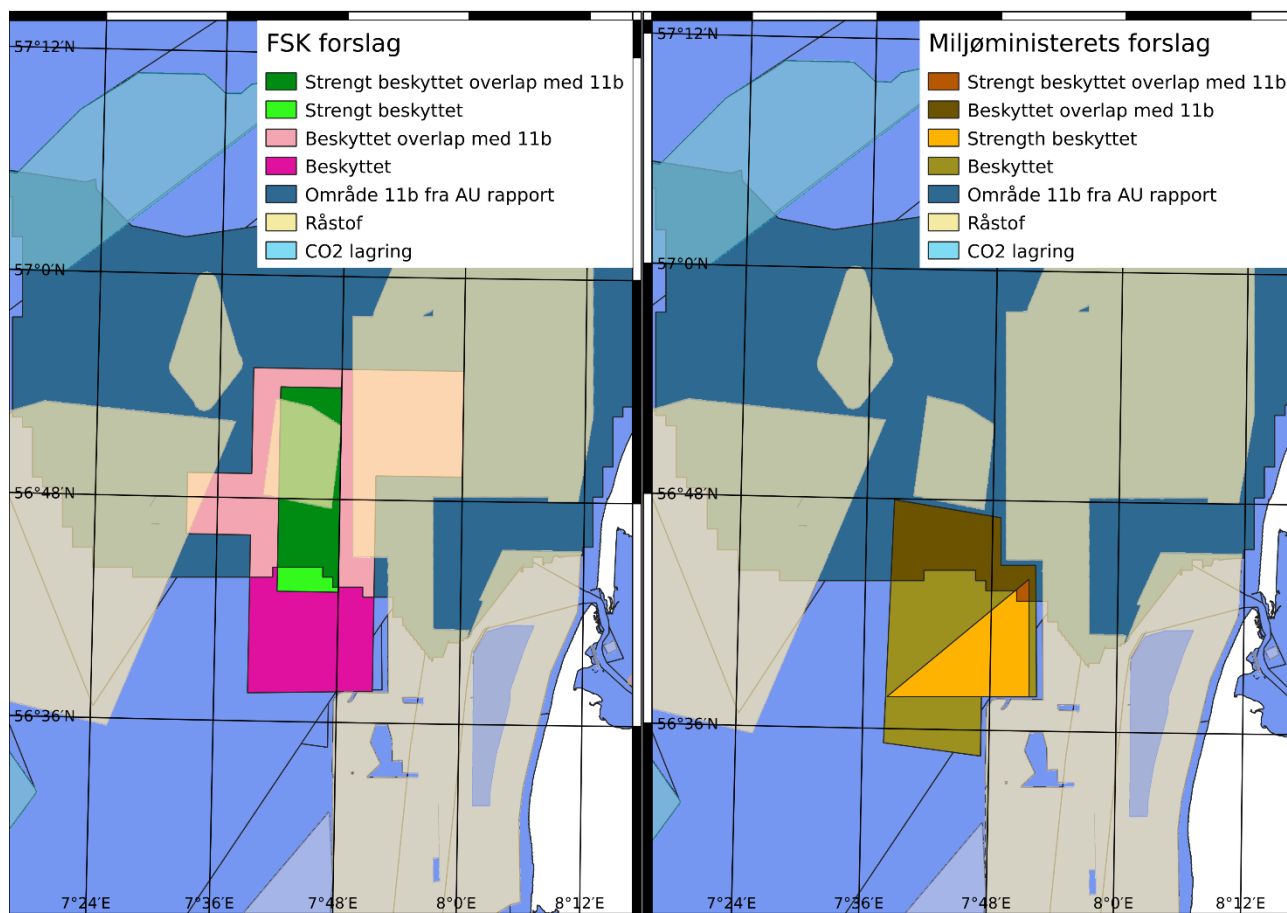 FSK forslag
Strengt beskyttet overlap med 11b
Strengt beskyttet
Beskyttet overlap med 11b
Beskyttet
Område 11b fra AU rapport
Råstof
CO2 lagring
57°12′N
57°0′N
56°48′N
56°36′N
7°24′E
7°36′E
7°48′E
8°0′E
8°12′E
Miljøministerets forslag
Strengt beskyttet overlap med 11b
Beskyttet overlap med 11b
Strength beskyttet
Beskyttet
Område 11b fra AU rapport
Råstof
CO2 lagring
57°12′N
57°0′N
56°48′N
56°36′N
7°24′E
7°36′E
7°48′E
8°0′E
8°12′E